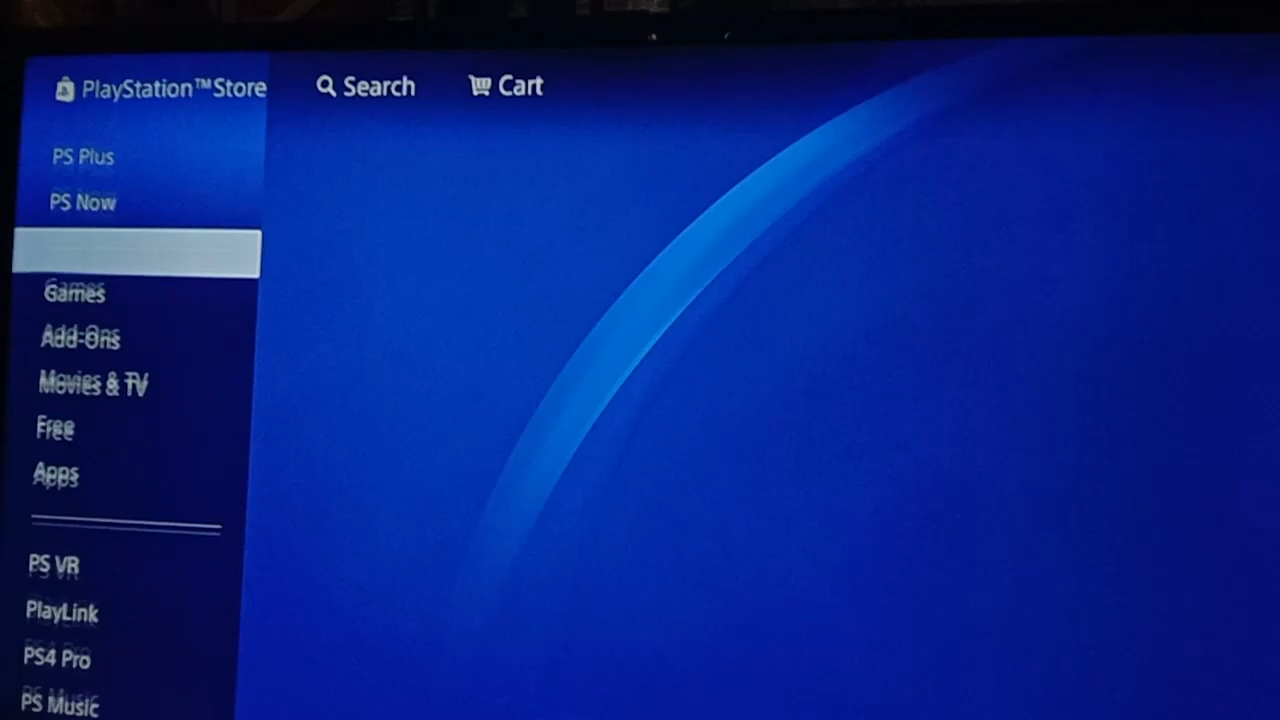 PlayStation™Store
Search
Cart
PS Plus
PS Now
Games
Add-Ons
Movies & TV
Free
Apps
PS VR
PlayLink
PS4 Pro
PS Music